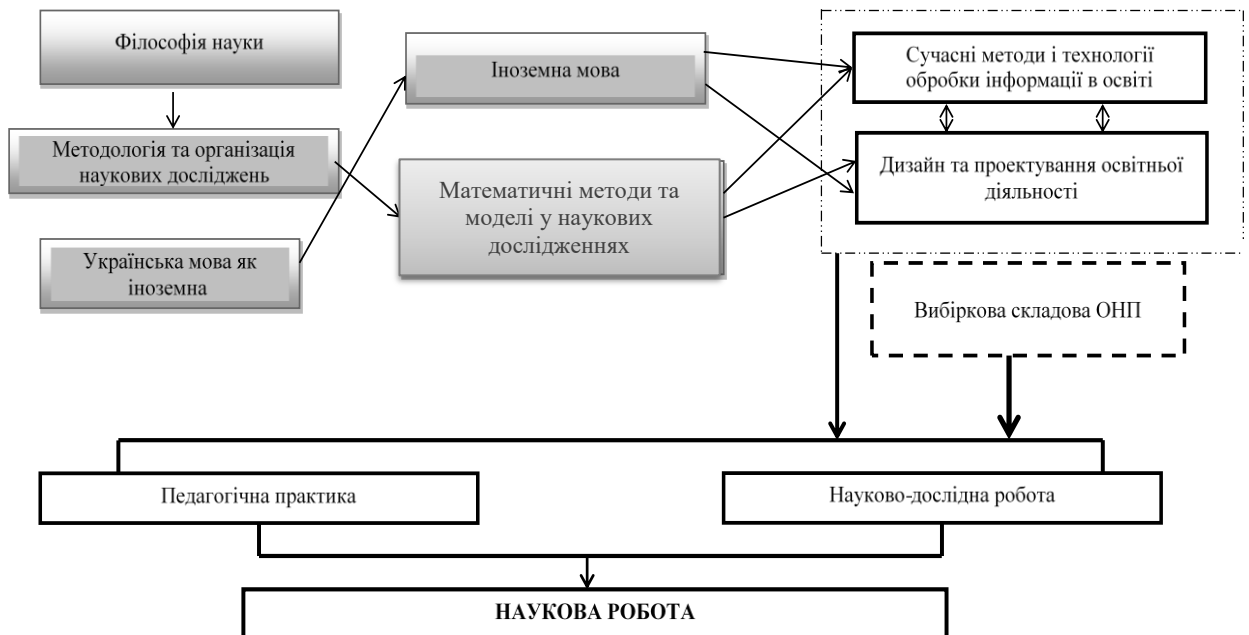 Філософія науки
Методологія та організація
наукових досліджень
Українська мова як
іноземна
Іноземна мова
Математичні методи та
моделі у наукових
дослідженнях
Сучасні методи і технології
обробки інформації в освіті
Дизайн та проектування освітньої
діяльності
Вибіркова складова ОНП
Педагогічна практика
Науково-дослідна робота
НАУКОВА РОБОТА